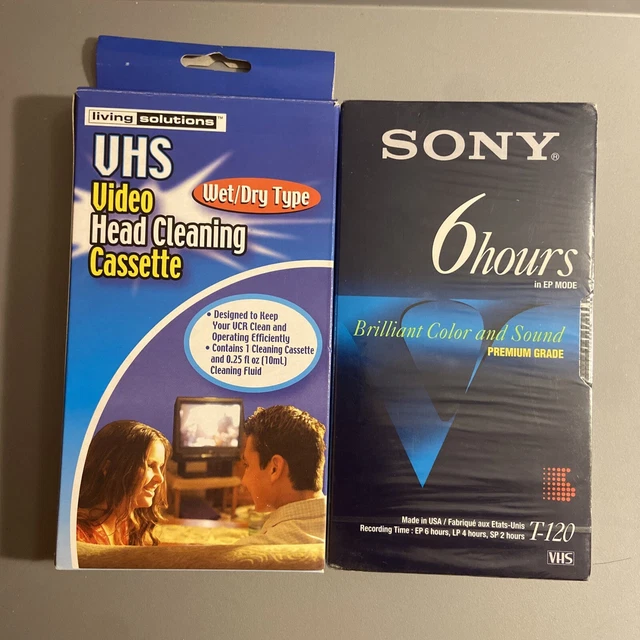 living solutions™
VHS
Video
Head Cleaning
Cassette
Wet/Dry Type
• Designed to Keep
Your VCR Clean and
Operating Efficiently
• Contains 1 Cleaning Cassette
and 0.25 fl oz (10mL)
Cleaning Fluid
SONY®
6 hours
in EP MODE
Brilliant Color and Sound
PREMIUM GRADE
Made in USA / Fabriqué aux Etats-Unis
Recording Time : EP 6 hours, LP 4 hours, SP 2 hours
T-120
VHS